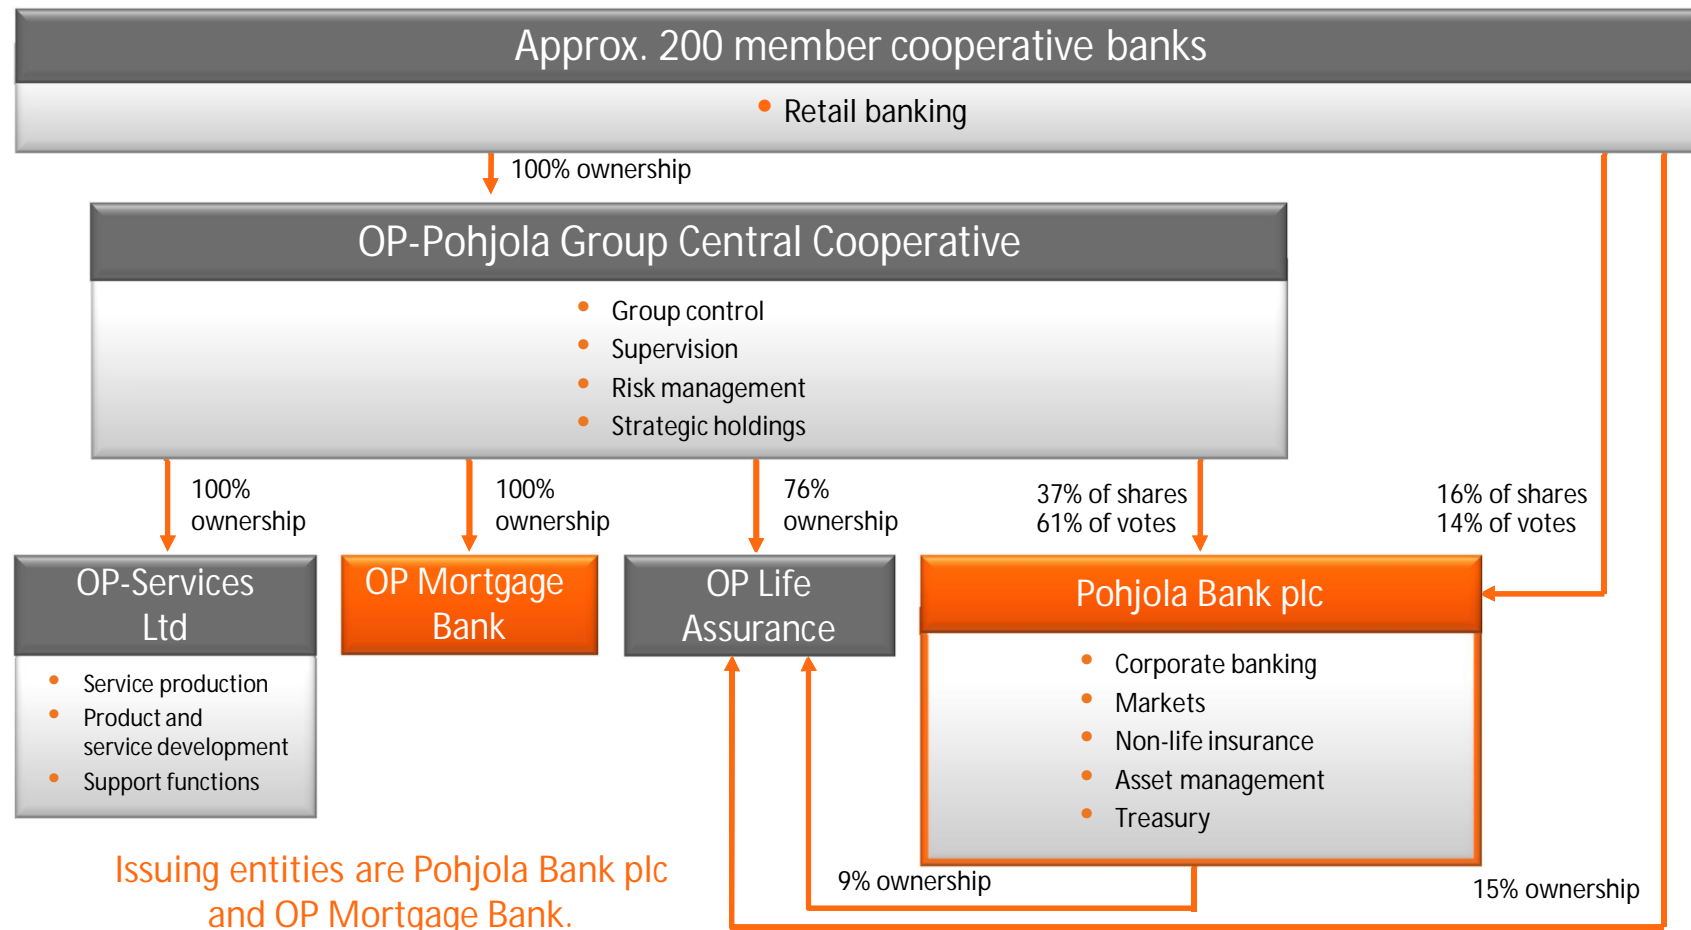 Approx. 200 member cooperative banks
• Retail banking
100% ownership
OP-Pohjola Group Central Cooperative
• Group control
• Supervision
• Risk management
• Strategic holdings
100%
ownership
100%
ownership
76%
ownership
37% of shares
61% of votes
16% of shares
14% of votes
OP-Services
Ltd
• Service production
• Product and
service development
• Support functions
OP Mortgage
Bank
OP Life
Assurance
Pohjola Bank plc
• Corporate banking
• Markets
• Non-life insurance
• Asset management
• Treasury
9% ownership
15% ownership
Issuing entities are Pohjola Bank plc
and OP Mortgage Bank.